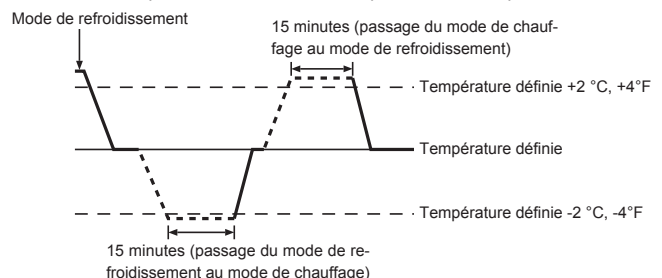 Mode de refroidissement
15 minutes (passage du mode de chauf-
fage au mode de refroidissement)
Température définie +2 °C, +4°F
Température définie
Température définie -2 °C, -4°F
15 minutes (passage du mode de re-
froidissement au mode de chauffage)